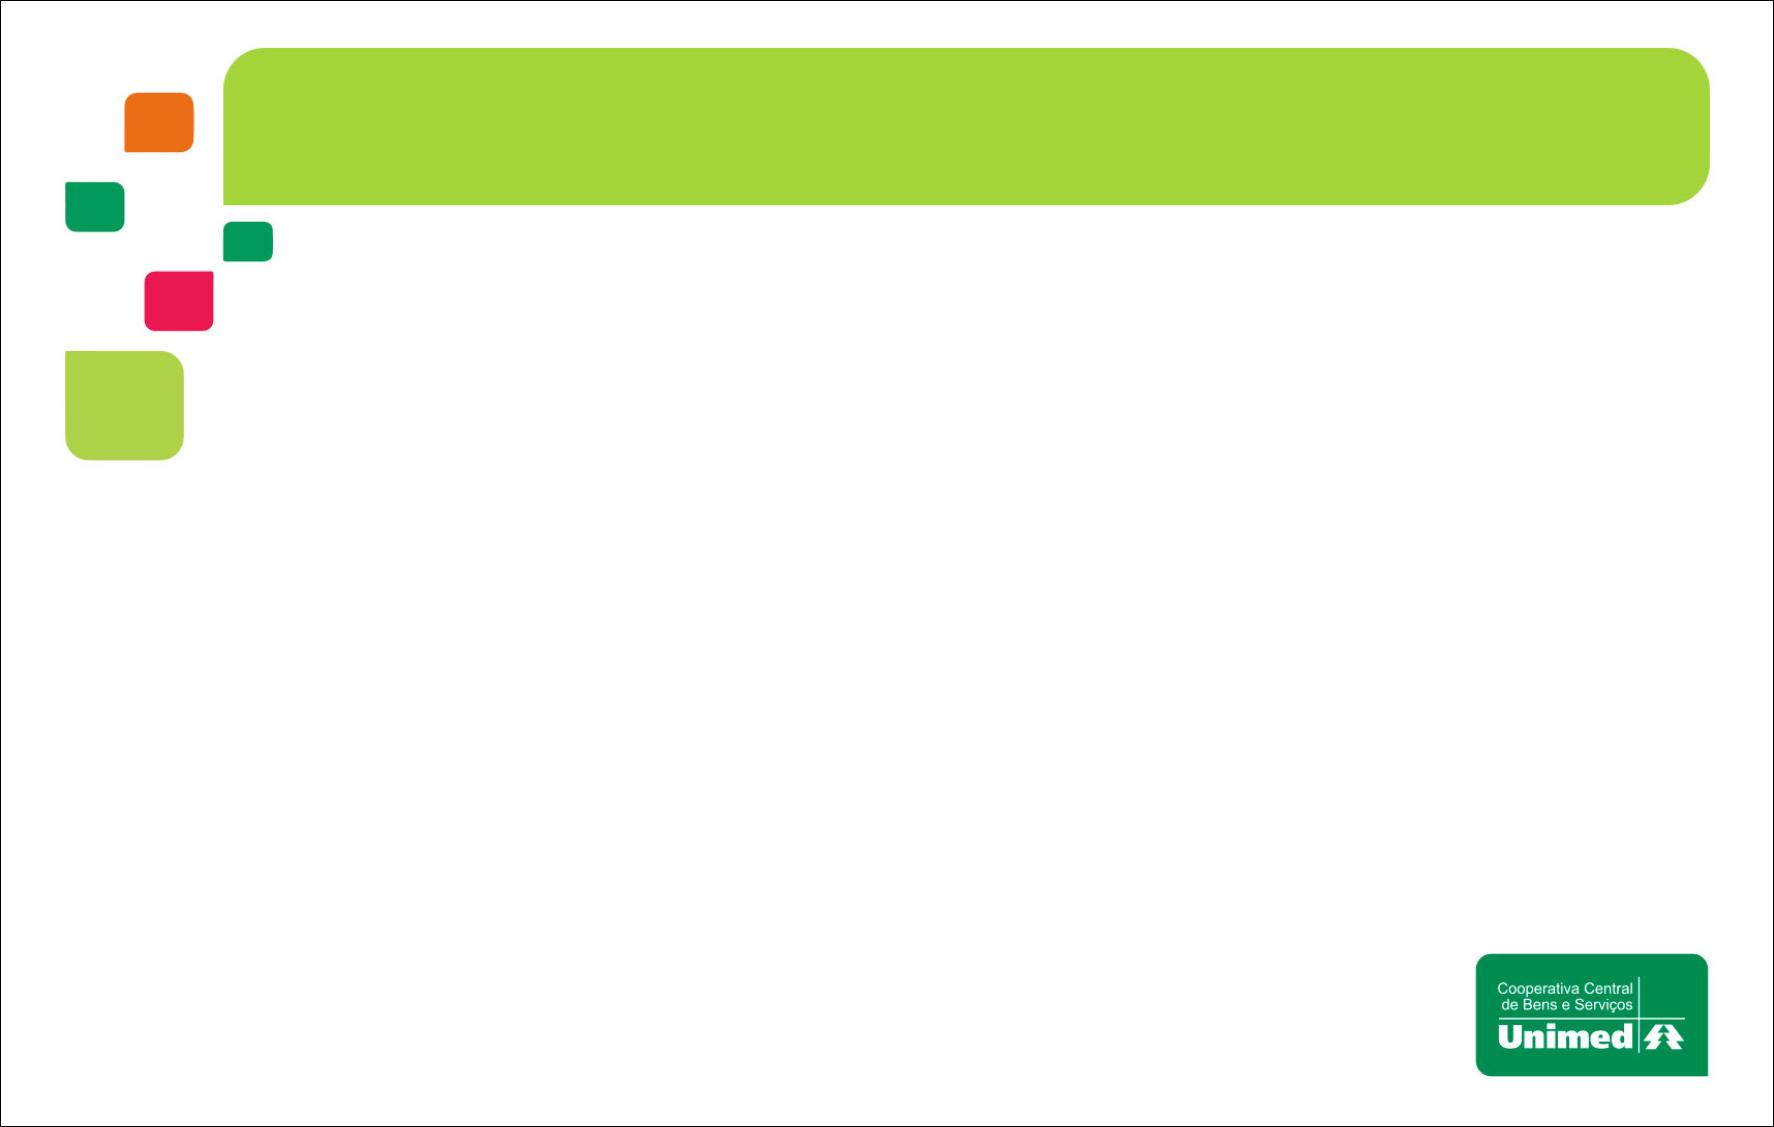 Cooperativa Central
de Bens e Serviços
Unimed